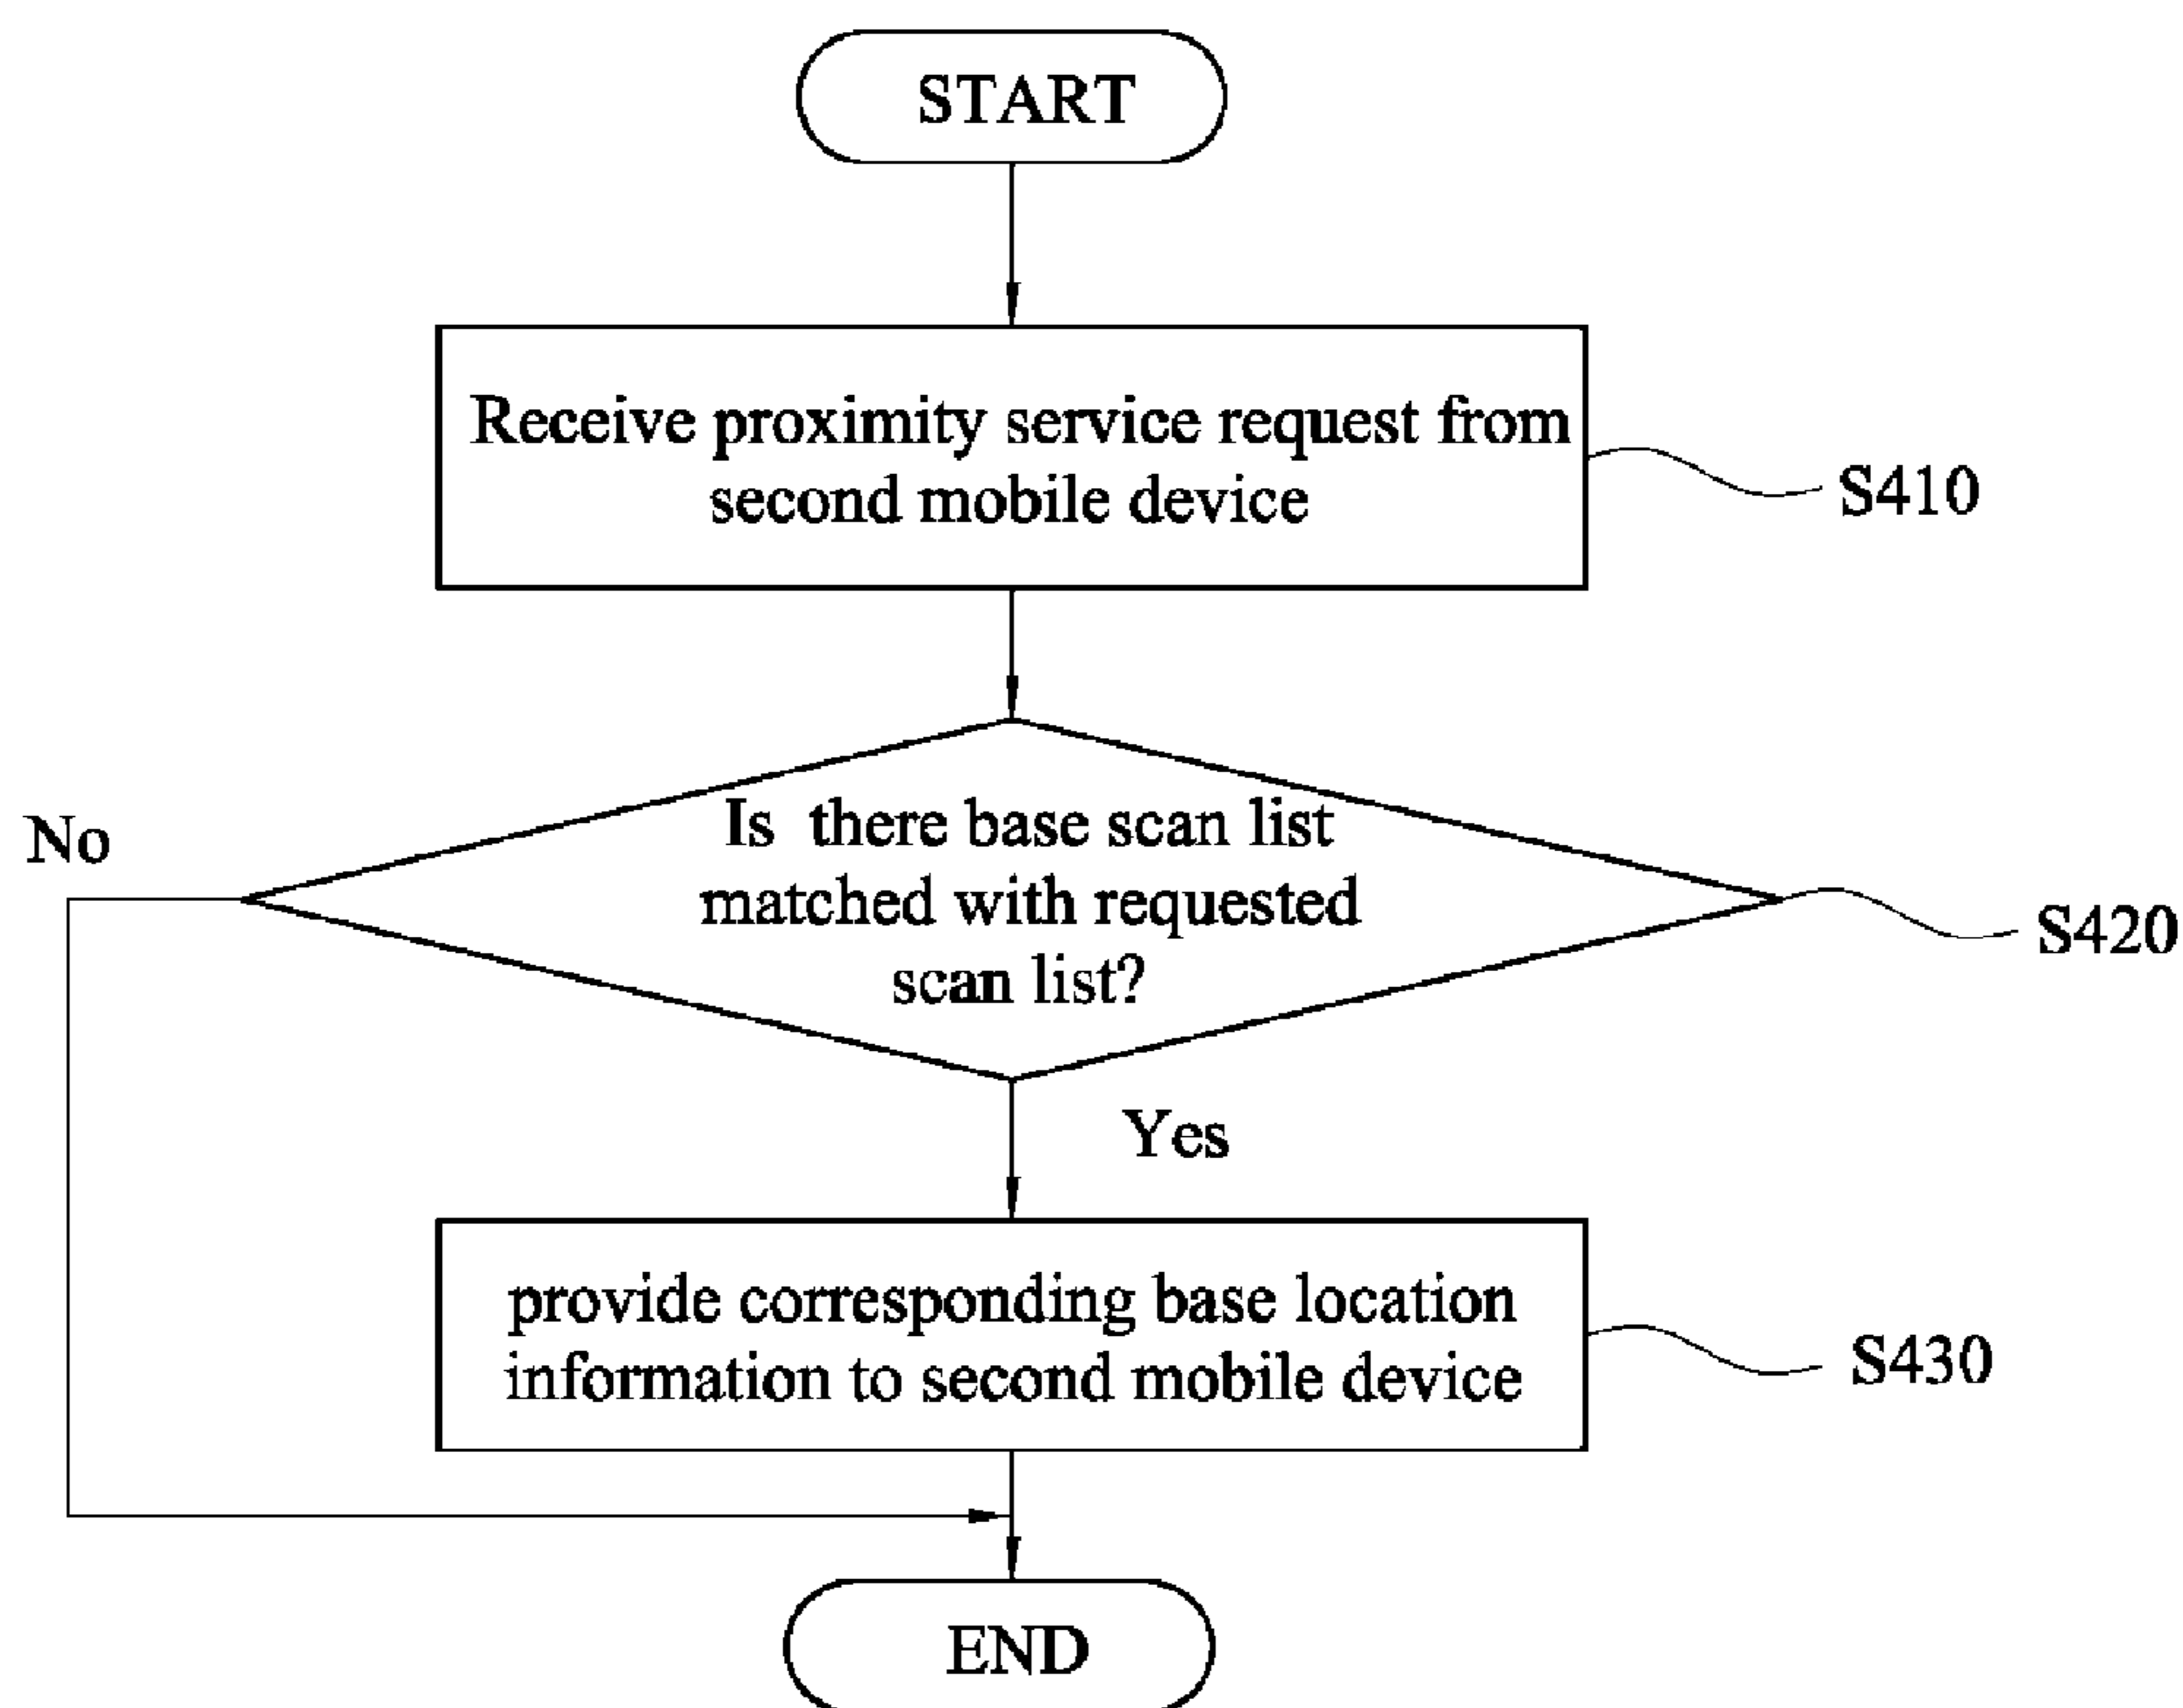 START
Receive proximity service request from
second mobile device
S410
Is there base scan list
matched with requested
scan list?
No
S420
Yes
provide corresponding base location
information to second mobile device
S430
END